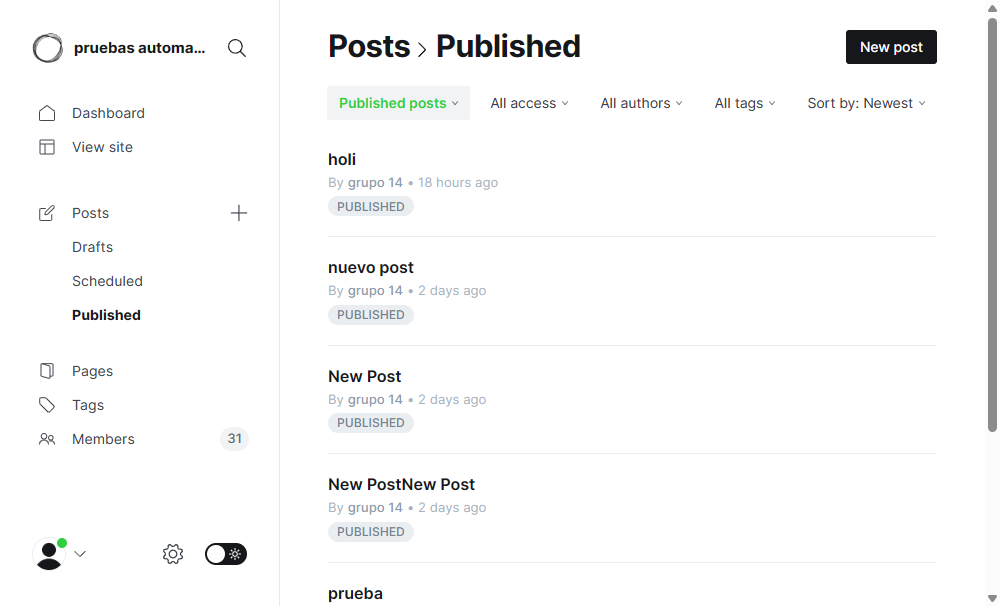 pruebas automa...
Dashboard
View site
Posts
Drafts
Scheduled
Published
Pages
Tags
Members 31
Posts > Published
New post
Published posts All access All authors All tags Sort by: Newest
holi
By grupo 14 • 18 hours ago
PUBLISHED
nuevo post
By grupo 14 • 2 days ago
PUBLISHED
New Post
By grupo 14 • 2 days ago
PUBLISHED
New PostNew Post
By grupo 14 • 2 days ago
PUBLISHED
prueba